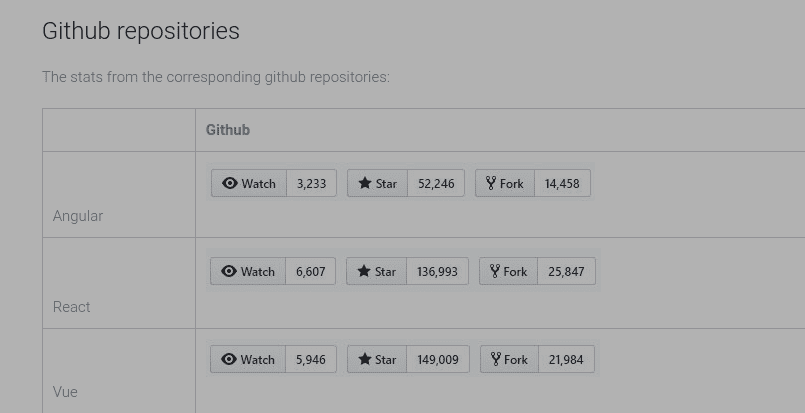 Github repositories
The stats from the corresponding github repositories:
Github
Watch 3,233 Star 52,246 Fork 14,458
Angular
Watch 6,607 Star 136,993 Fork 25,847
React
Watch 5,946 Star 149,009 Fork 21,984
Vue